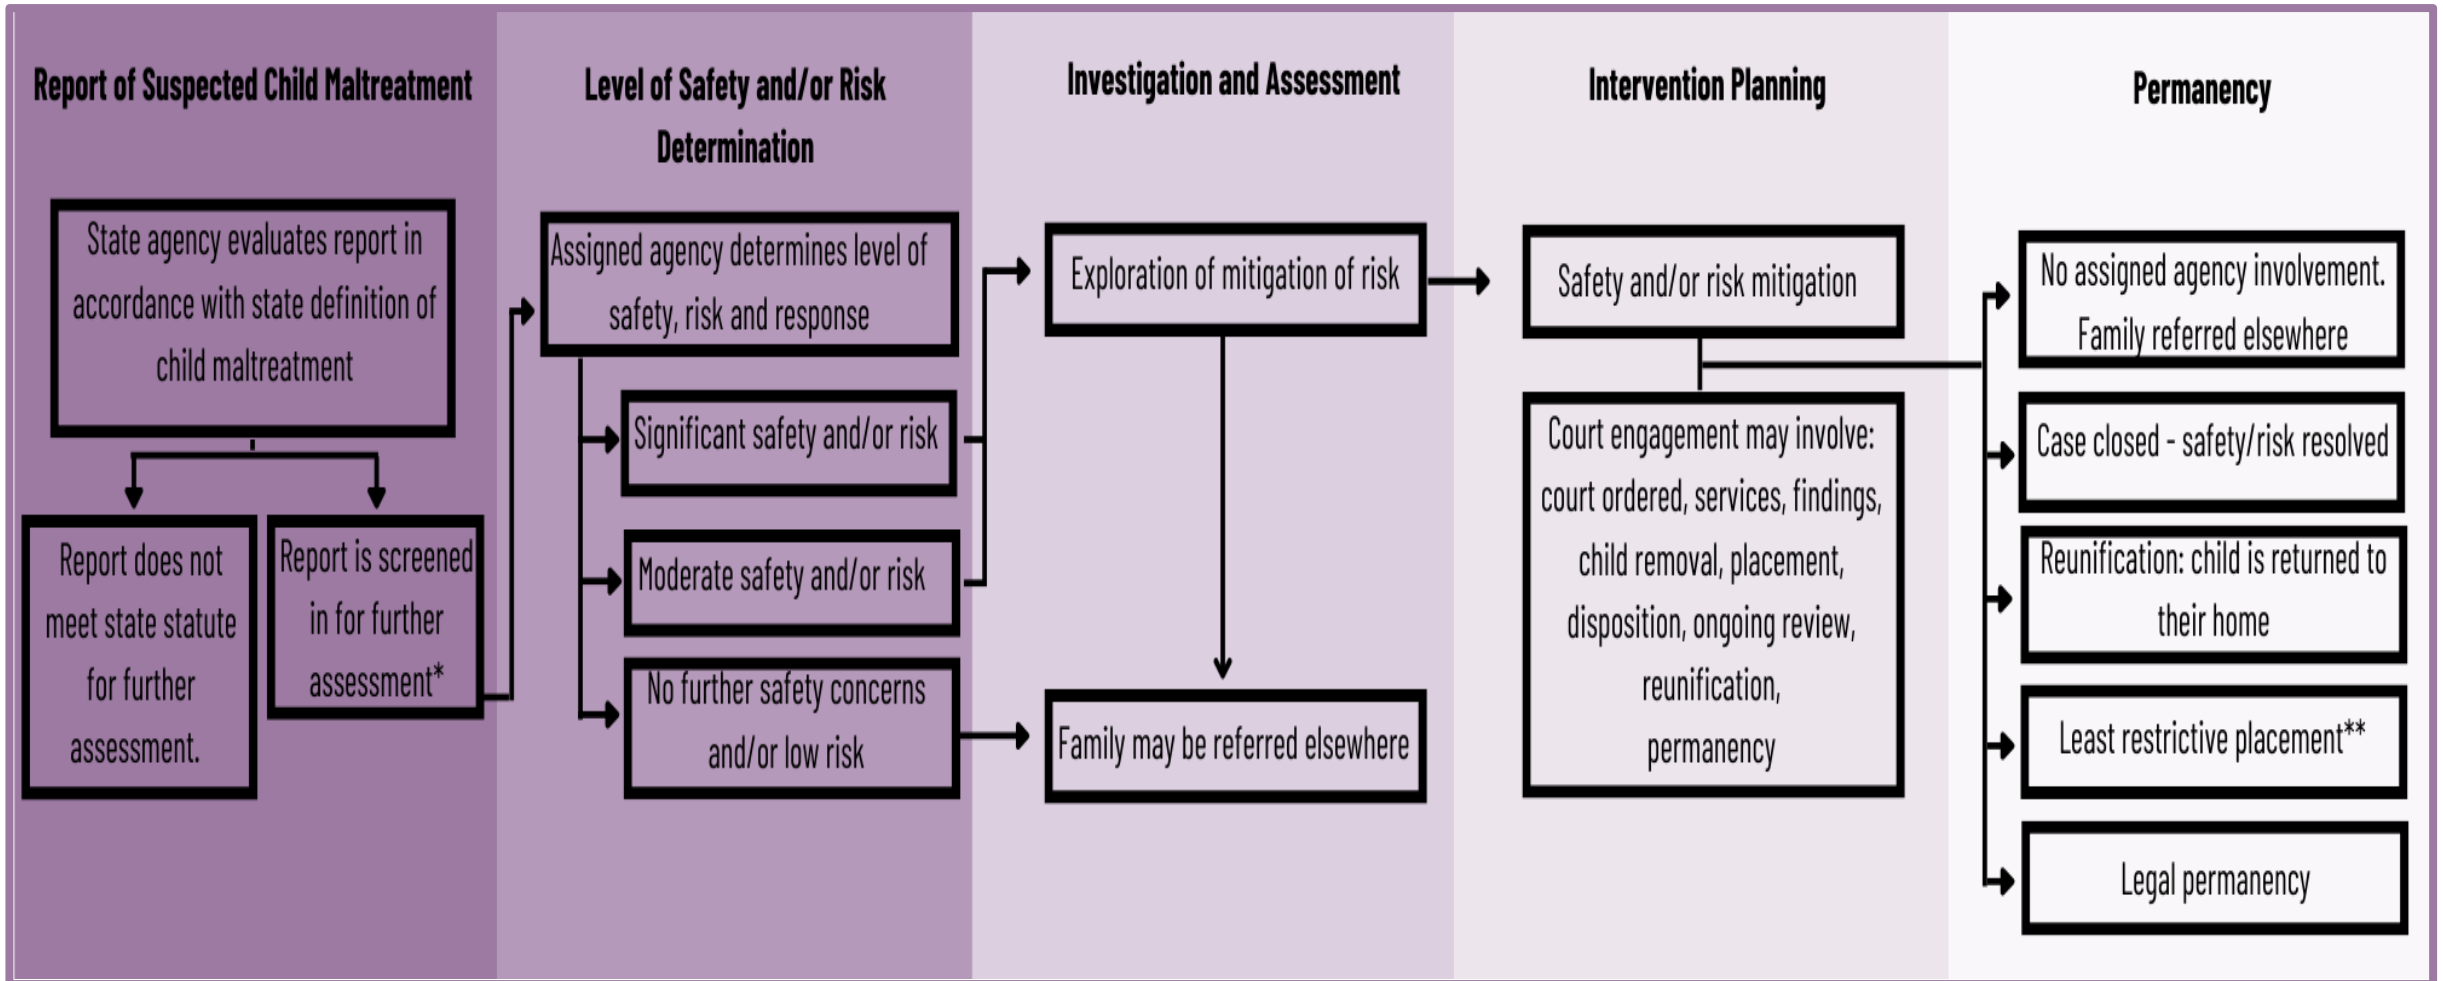 Report of Suspected Child Maltreatment
State agency evaluates report in
accordance with state definition of
child maltreatment
Report does not
meet state statute
for further
assessment.
Report is screened
in for further
assessment*
Level of Safety and/or Risk
Determination
Assigned agency determines level of
safety, risk and response
Significant safety and/or risk
Moderate safety and/or risk
No further safety concerns
and/or low risk
Investigation and Assessment
Exploration of mitigation of risk
Family may be referred elsewhere
Intervention Planning
Safety and/or risk mitigation
Court engagement may involve:
court ordered, services, findings,
child removal, placement,
disposition, ongoing review,
reunification,
permanency
Permanency
No assigned agency involvement.
Family referred elsewhere
Case closed - safety/risk resolved
Reunification: child is returned to
their home
Least restrictive placement**
Legal permanency